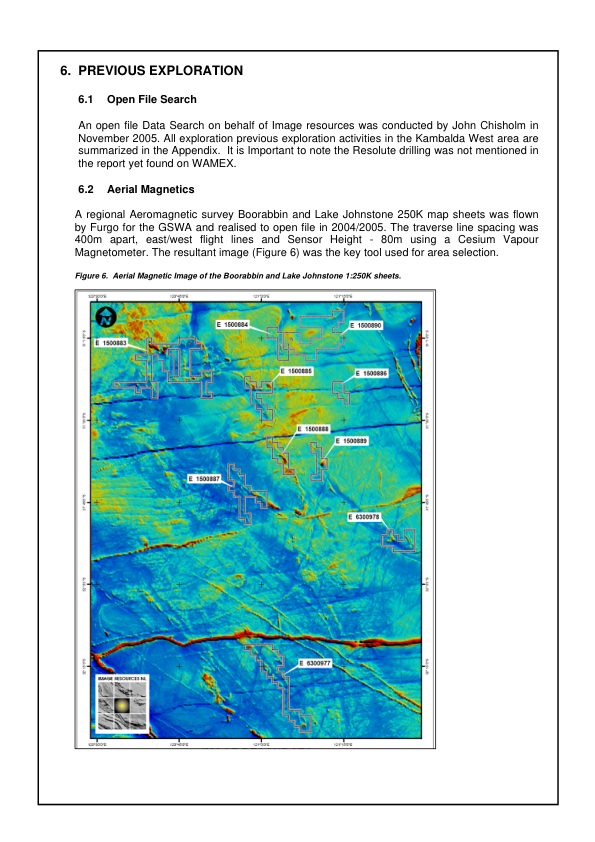 6. PREVIOUS EXPLORATION
6.1 Open File Search
An open file Data Search on behalf of Image resources was conducted by John Chisholm in
November 2005. All exploration previous exploration activities in the Kambalda West area are
summarized in the Appendix. It is Important to note the Resolute drilling was not mentioned in
the report yet found on WAMEX.
6.2 Aerial Magnetics
A regional Aeromagnetic survey Boorabbin and Lake Johnstone 250K map sheets was flown
by Furgo for the GSWA and realised to open file in 2004/2005. The traverse line spacing was
400m apart, east/west flight lines and Sensor Height - 80m using a Cesium Vapour
Magnetometer. The resultant image (Figure 6) was the key tool used for area selection.
Figure 6. Aerial Magnetic Image of the Boorabbin and Lake Johnstone 1:250K sheets.
N
E 1500884
E 1500890
E 1500883
E 1500885
E 1500886
E 1500888
E 1500889
E 1500887
E 6300978
E 6300977
IMAGE RESOURCES NL